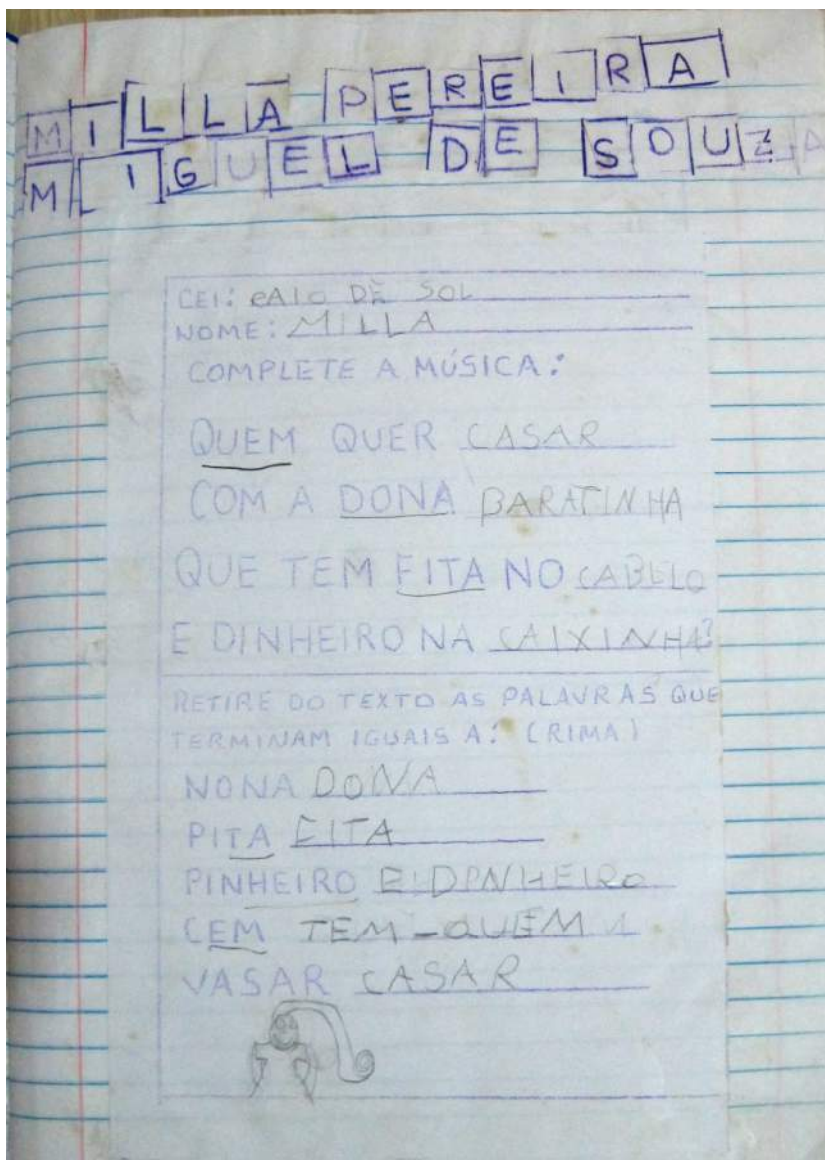 MILLA PEREIRA
MIGUEL DE SOUZA
CEI: RAIO DE SOL
NOME: MILLA
COMPLETE A MÚSICA:
QUEM QUER CASAR
COM A DONA BARATINHA
QUE TEM FITA NO CABELO
E DINHEIRO NA CAIXINHA?
RETIRE DO TEXTO AS PALAVRAS QUE
TERMINAM IGUAIS A: (RIMA)
NONA DONA
PITA FITA
PINHEIRO DINHEIRO
CEM TEM-QUEM
VASAR CASAR